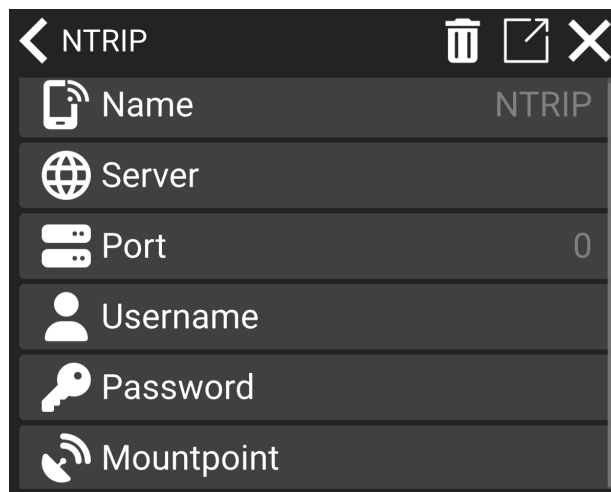 NTRIP
Name NTRIP
Server
Port 0
Username
Password
Mountpoint